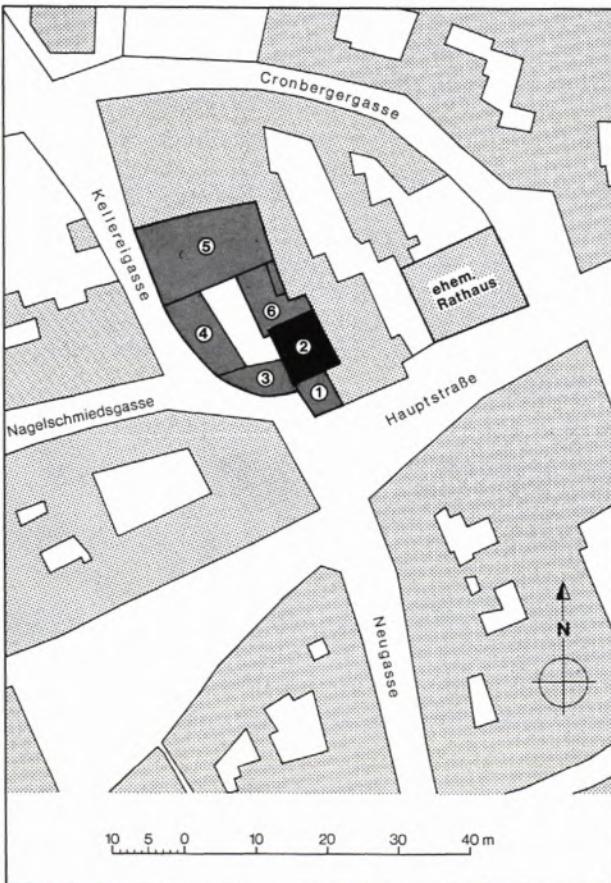 Cronbergergasse
Kellereigasse
⑤
ehem.
Rathaus
⑥
④
②
③
①
Hauptstraße
Nagelschmiedsgasse
N
Neugasse
10 5 0 10 20 30 40 m